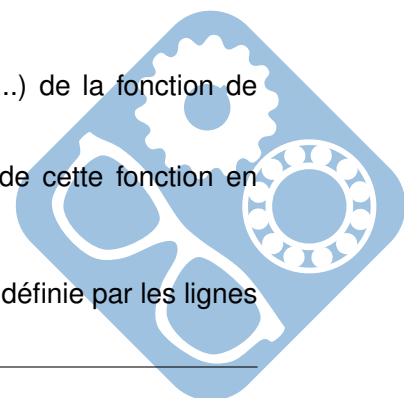 ..) de la fonction de
de cette fonction en
définie par les lignes